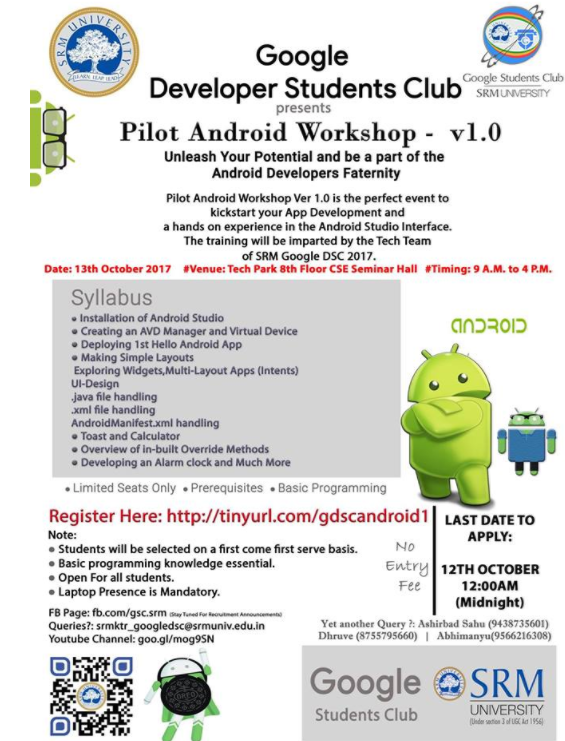 SRM UNIVERSITY
LEARN LEAP LEAD
Google
Developer Students Club
Google Students Club
SRM UNIVERSITY
presents
Pilot Android Workshop - v1.0
Unleash Your Potential and be a part of the
Android Developers Faternity
Pilot Android Workshop Ver 1.0 is the perfect event to
kickstart your App Development and
a hands on experience in the Android Studio Interface.
The training will be imparted by the Tech Team
of SRM Google DSC 2017.
Date: 13th October 2017 #Venue: Tech Park 8th Floor CSE Seminar Hall #Timing: 9 A.M. to 4 P.M.
Syllabus
• Installation of Android Studio
• Creating an AVD Manager and Virtual Device
• Deploying 1st Hello Android App
• Making Simple Layouts
Exploring Widgets,Multi-Layout Apps (Intents)
UI-Design
.java file handling
.xml file handling
AndroidManifest.xml handling
• Toast and Calculator
• Overview of in-built Override Methods
• Developing an Alarm clock and Much More
ANDROID
• Limited Seats Only • Prerequisites • Basic Programming
Register Here: http://tinyurl.com/gdscandroid1
Note:
• Students will be selected on a first come first serve basis.
• Basic programming knowledge essential.
• Open For all students.
• Laptop Presence is Mandatory.
No
Entry
Fee
LAST DATE TO
APPLY:
12TH OCTOBER
12:00AM
(Midnight)
FB Page: fb.com/gsc.srm (Stay Tuned For Recruitment Announcements)
Queries?: srmktr_googledsc@srmuniv.edu.in
Youtube Channel: goo.gl/mog9SN
Yet another Query ?: Ashirbad Sahu (9438735601)
Dhruve (8755795660) | Abhimanyu(9566216308)
Google
Students Club
SRM
UNIVERSITY
(Under section 3 of UGC Act 1956)